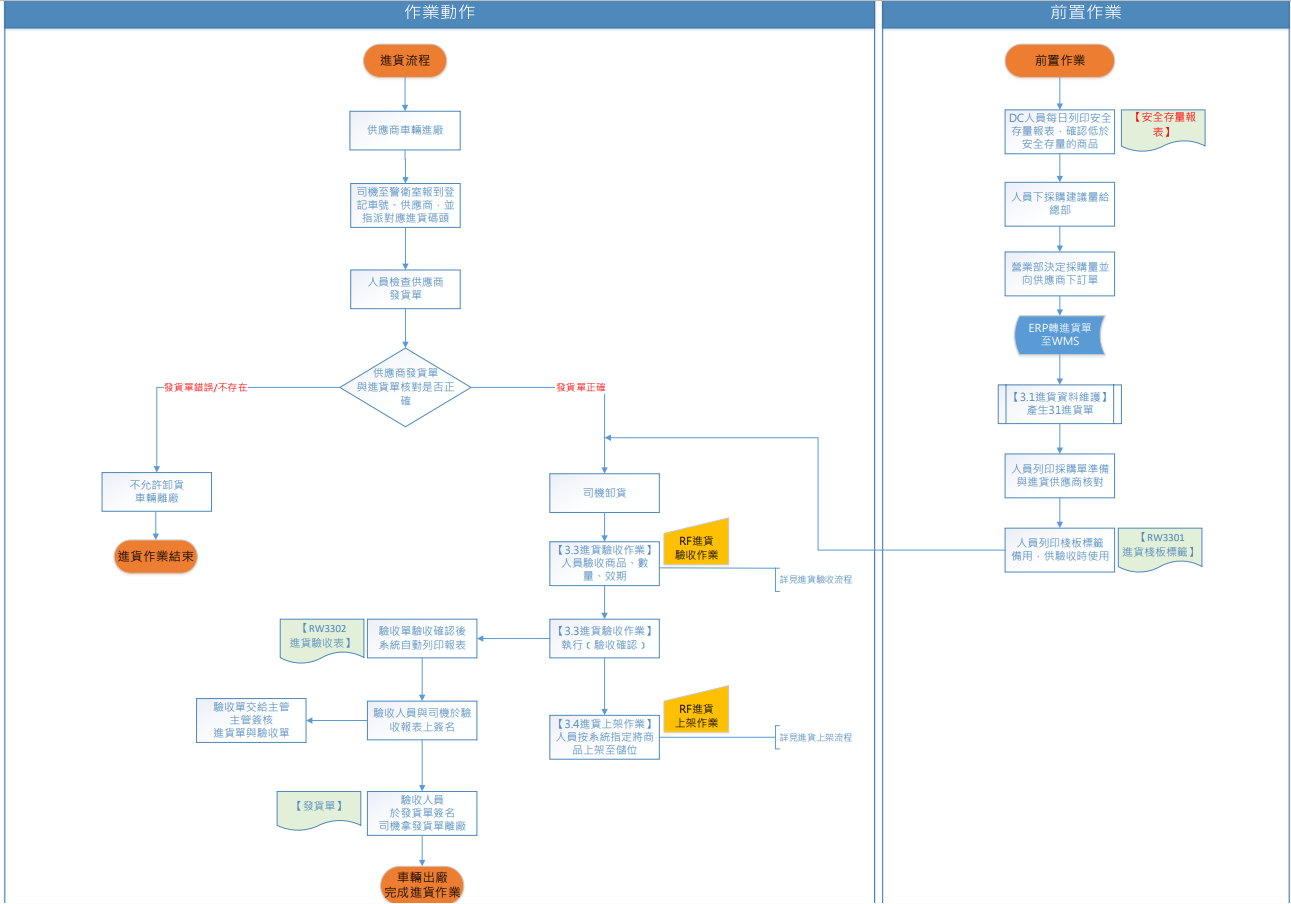 作業動作
進貨流程
供應商車輛進廠
司機至警衛室報到登
記車號、供應商，並
指派對應進貨碼頭
人員檢查供應商
發貨單
供應商發貨單
與進貨單核對是否正
確
發貨單錯誤/不存在
發貨單正確
不允許卸貨
車輛離廠
進貨作業結束
司機卸貨
【3.3進貨驗收作業】
人員驗收商品、數
量、效期
RF進貨
驗收作業
詳見進貨驗收流程
【3.3進貨驗收作業】
執行﹝驗收確認﹞
驗收單驗收確認後
系統自動列印報表
【RW3302
進貨驗收表】
驗收人員與司機於驗
收報表上簽名
驗收單交給主管
主管簽核
進貨單與驗收單
【3.4進貨上架作業】
人員按系統指定將商
品上架至儲位
RF進貨
上架作業
詳見進貨上架流程
【發貨單】
驗收人員
於發貨單簽名
司機拿發貨單離廠
車輛出廠
完成進貨作業
前置作業
前置作業
DC人員每日列印安全
存量報表，確認低於
安全存量的商品
【安全存量報
表】
人員下採購建議量給
總部
營業部決定採購量並
向供應商下訂單
ERP轉進貨單
至WMS
【3.1進貨資料維護】
產生31進貨單
人員列印採購單準備
與進貨供應商核對
人員列印棧板標籤
備用，供驗收時使用
【RW3301
進貨棧板標籤】